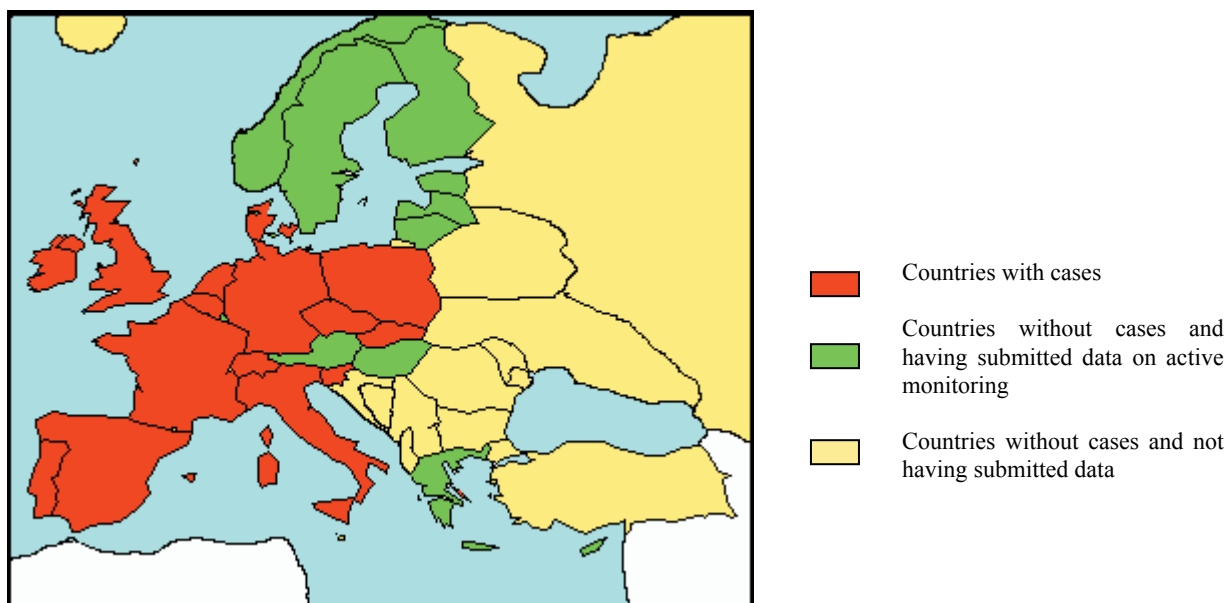 Countries with cases
Countries without cases and
having submitted data on active
monitoring
Countries without cases and not
having submitted data